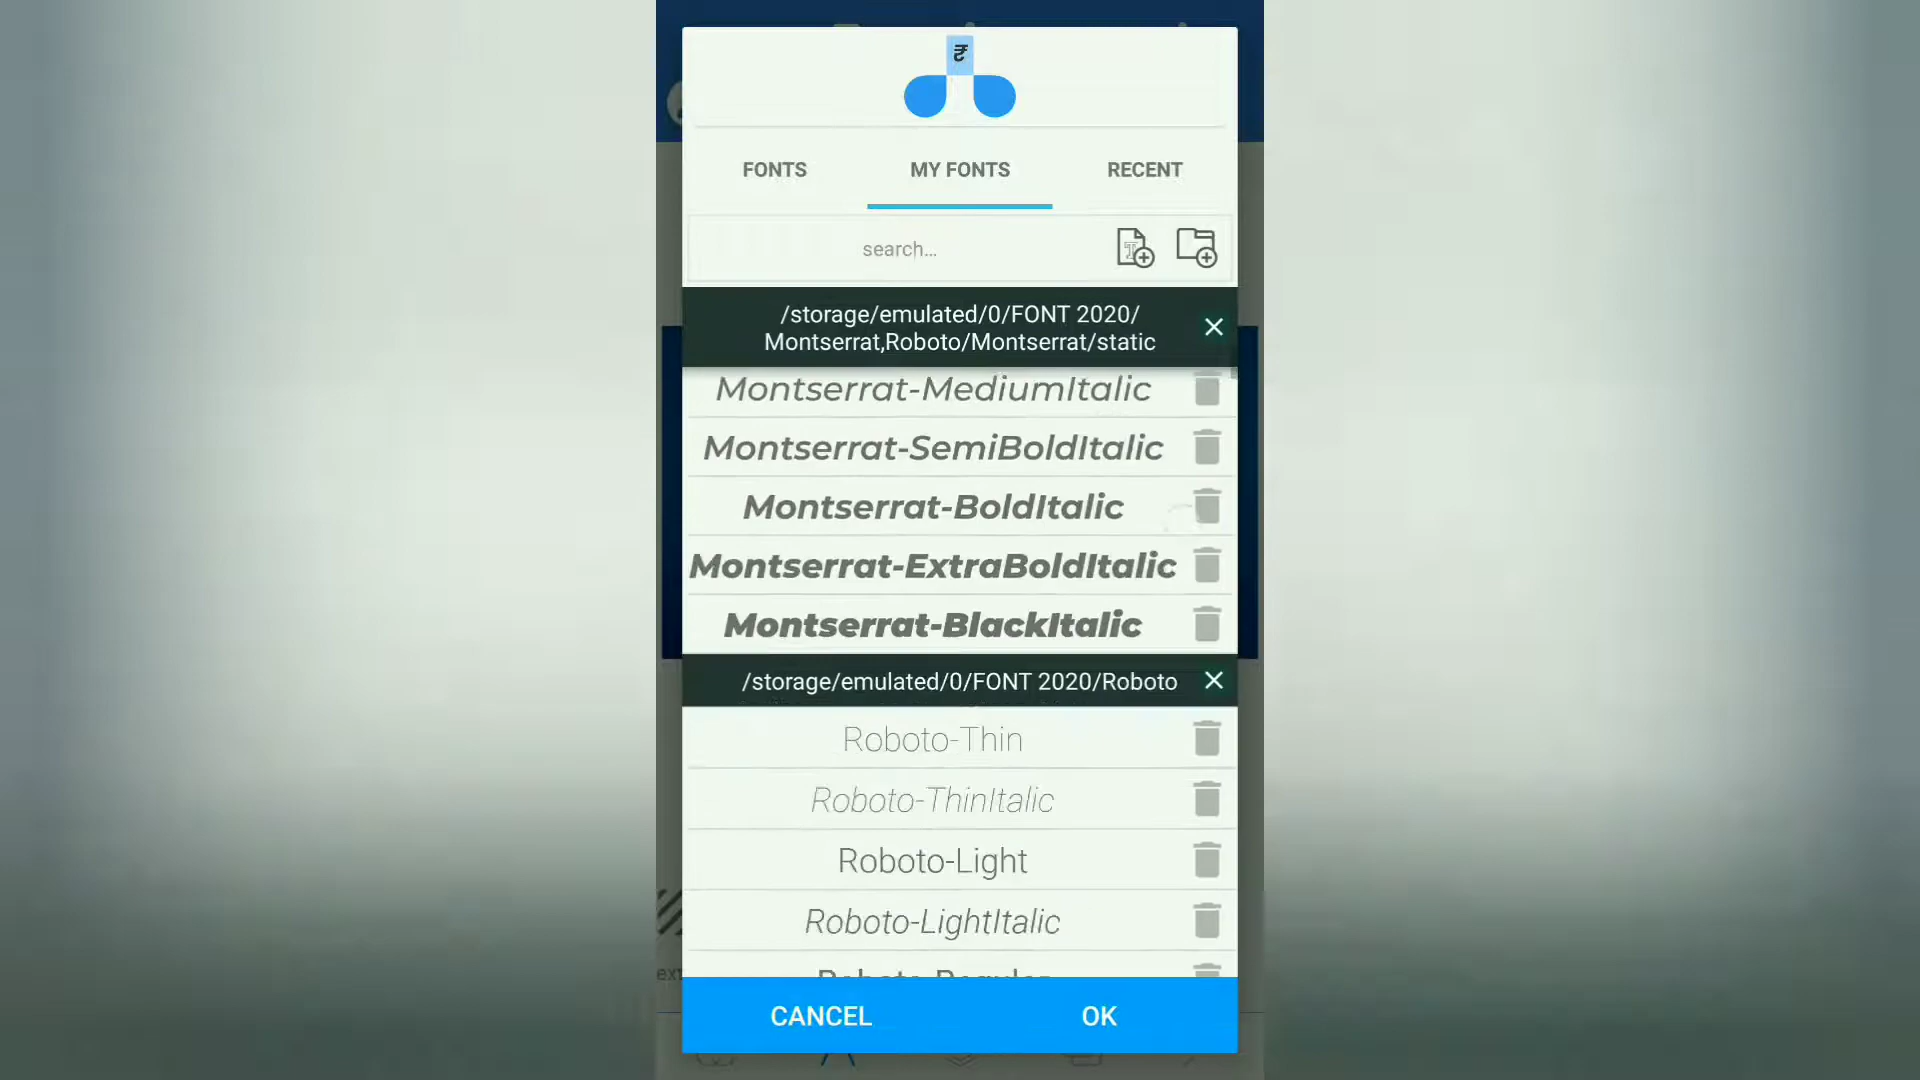 ₹
FONTS
MY FONTS
RECENT
search...
/storage/emulated/0/FONT 2020/
Montserrat,Roboto/Montserrat/static
Montserrat-MediumItalic
Montserrat-SemiBoldItalic
Montserrat-BoldItalic
Montserrat-ExtraBoldItalic
Montserrat-BlackItalic
/storage/emulated/0/FONT 2020/Roboto
Roboto-Thin
Roboto-ThinItalic
Roboto-Light
Roboto-LightItalic
Roboto-Regular
CANCEL
OK